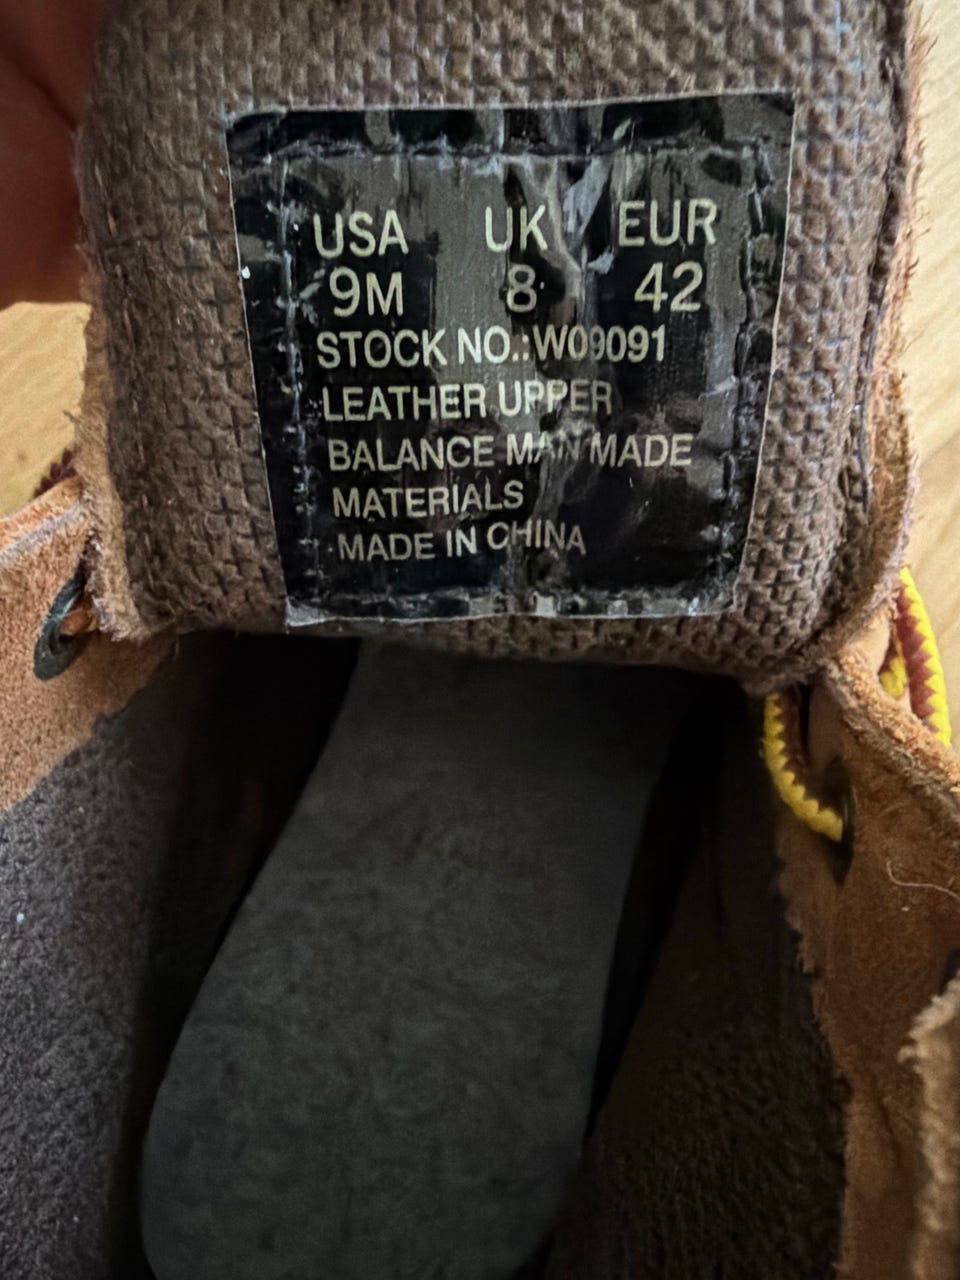 USA UK EUR
9M 8 42
STOCK NO.:W09091
LEATHER UPPER
BALANCE MAN MADE
MATERIALS
MADE IN CHINA